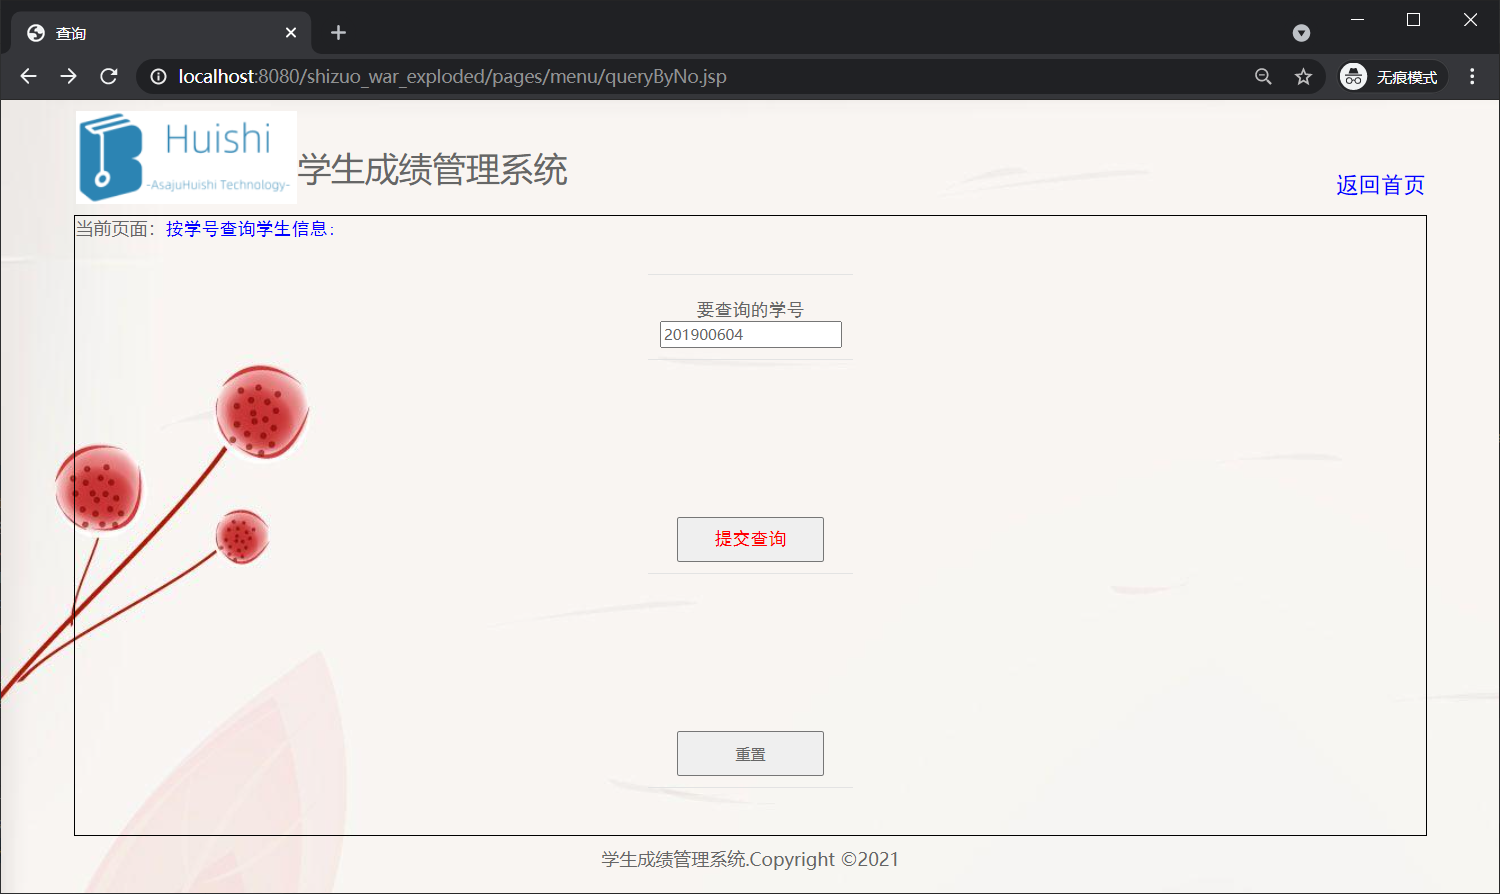 查询
localhost:8080/shizuo_war_exploded/pages/menu/queryByNo.jsp
无痕模式
Huishi
-AsajuHuishi Technology-
学生成绩管理系统
返回首页
当前页面：按学号查询学生信息：
要查询的学号
201900604
提交查询
重置
学生成绩管理系统.Copyright ©2021